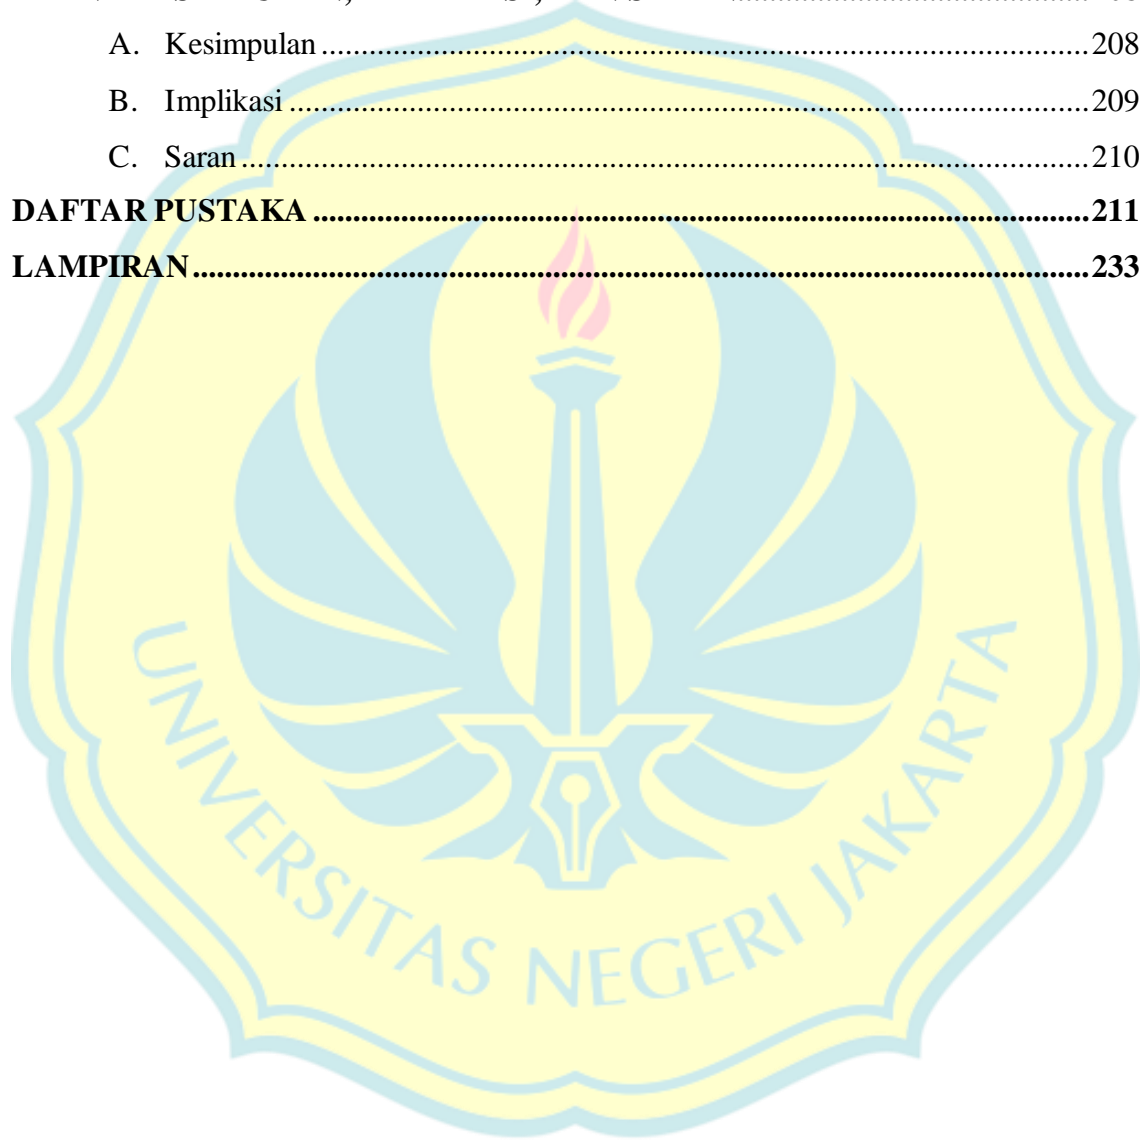 A. Kesimpulan ........................................................................ 208
B. Implikasi ........................................................................ 209
C. Saran ........................................................................ 210
DAFTAR PUSTAKA ........................................................................ 211
LAMPIRAN ........................................................................ 233
UNIVERSITAS NEGERI JAKARTA